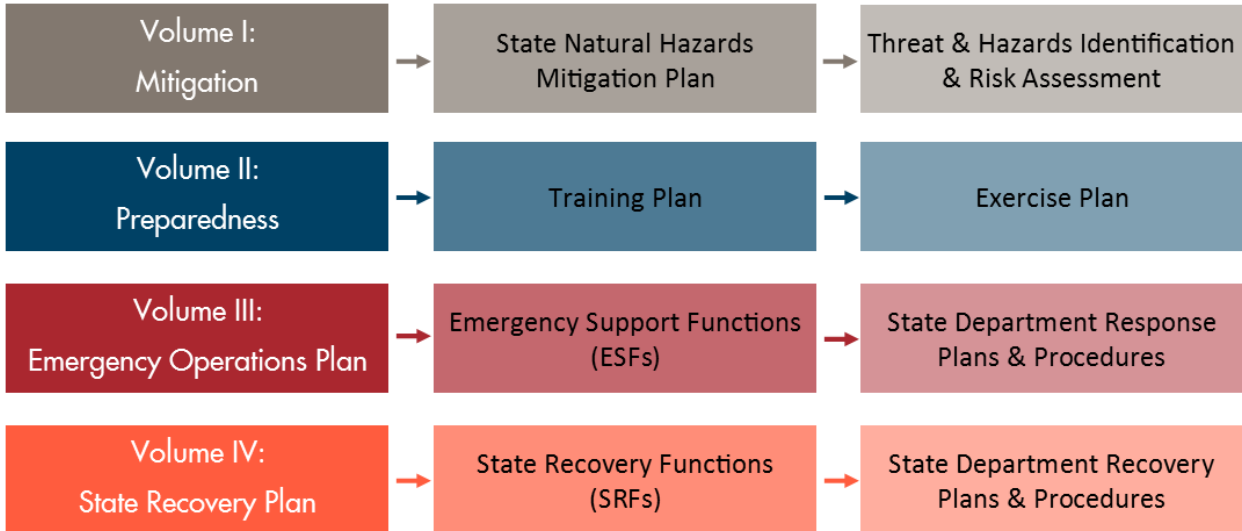 Volume I:
Mitigation
State Natural Hazards
Mitigation Plan
Threat & Hazards Identification
& Risk Assessment
Volume II:
Preparedness
Training Plan
Exercise Plan
Volume III:
Emergency Operations Plan
Emergency Support Functions
(ESFs)
State Department Response
Plans & Procedures
Volume IV:
State Recovery Plan
State Recovery Functions
(SRFs)
State Department Recovery
Plans & Procedures